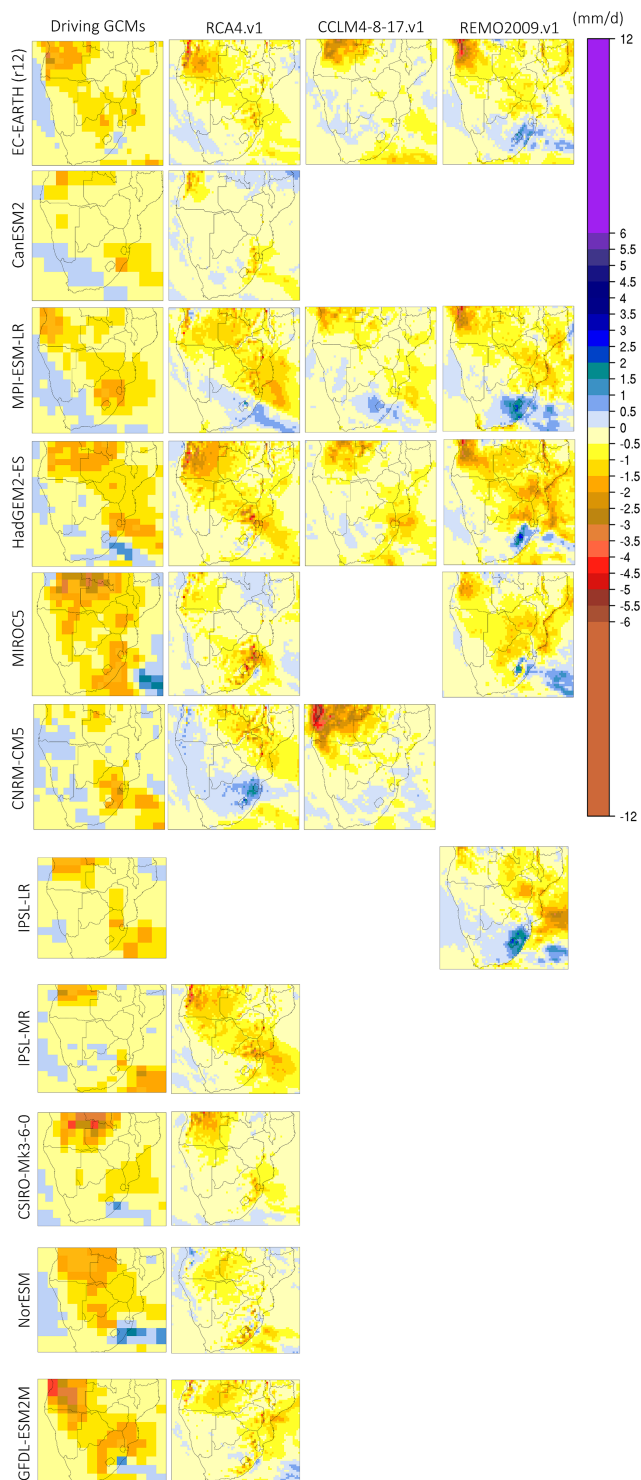 (mm/d)
Driving GCMs RCA4.v1 CCLM4-8-17.v1 REMO2009.v1
EC-EARTH (r12)
CanESM2
MPI-ESM-LR
HadGEM2-ES
MIROC5
CNRM-CM5
IPSL-LR
IPSL-MR
CSIRO-Mk3-6-0
NorESM
GFDL-ESM2M
12
6
5.5
5
4.5
4
3.5
3
2.5
2
1.5
1
0.5
0
-0.5
-1
-1.5
-2
-2.5
-3
-3.5
-4
-4.5
-5
-5.5
-6
-12